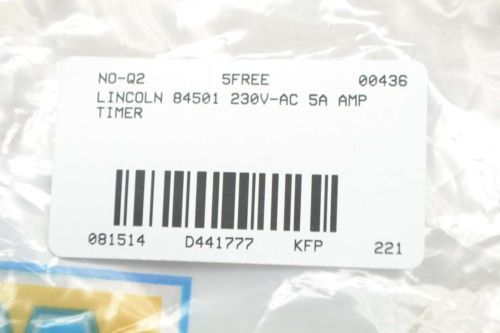 NO-Q2 5FREE 00436
LINCOLN 84501 230V-AC 5A AMP
TIMER
081514 D441777 KFP 221